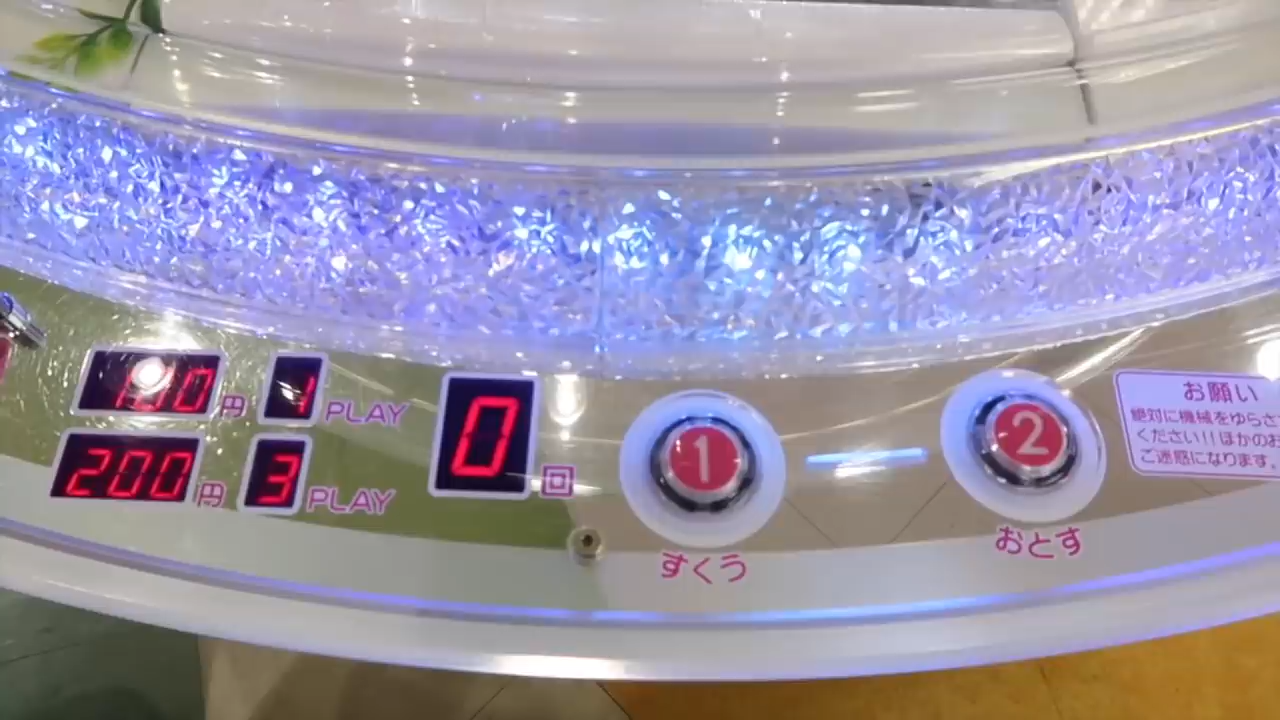 100円 1 PLAY
200円 3 PLAY
0回
1
すくう
2
おとす
お願い
絶対に機械をゆらさ
ください!!ほかのお
ご迷惑になります。